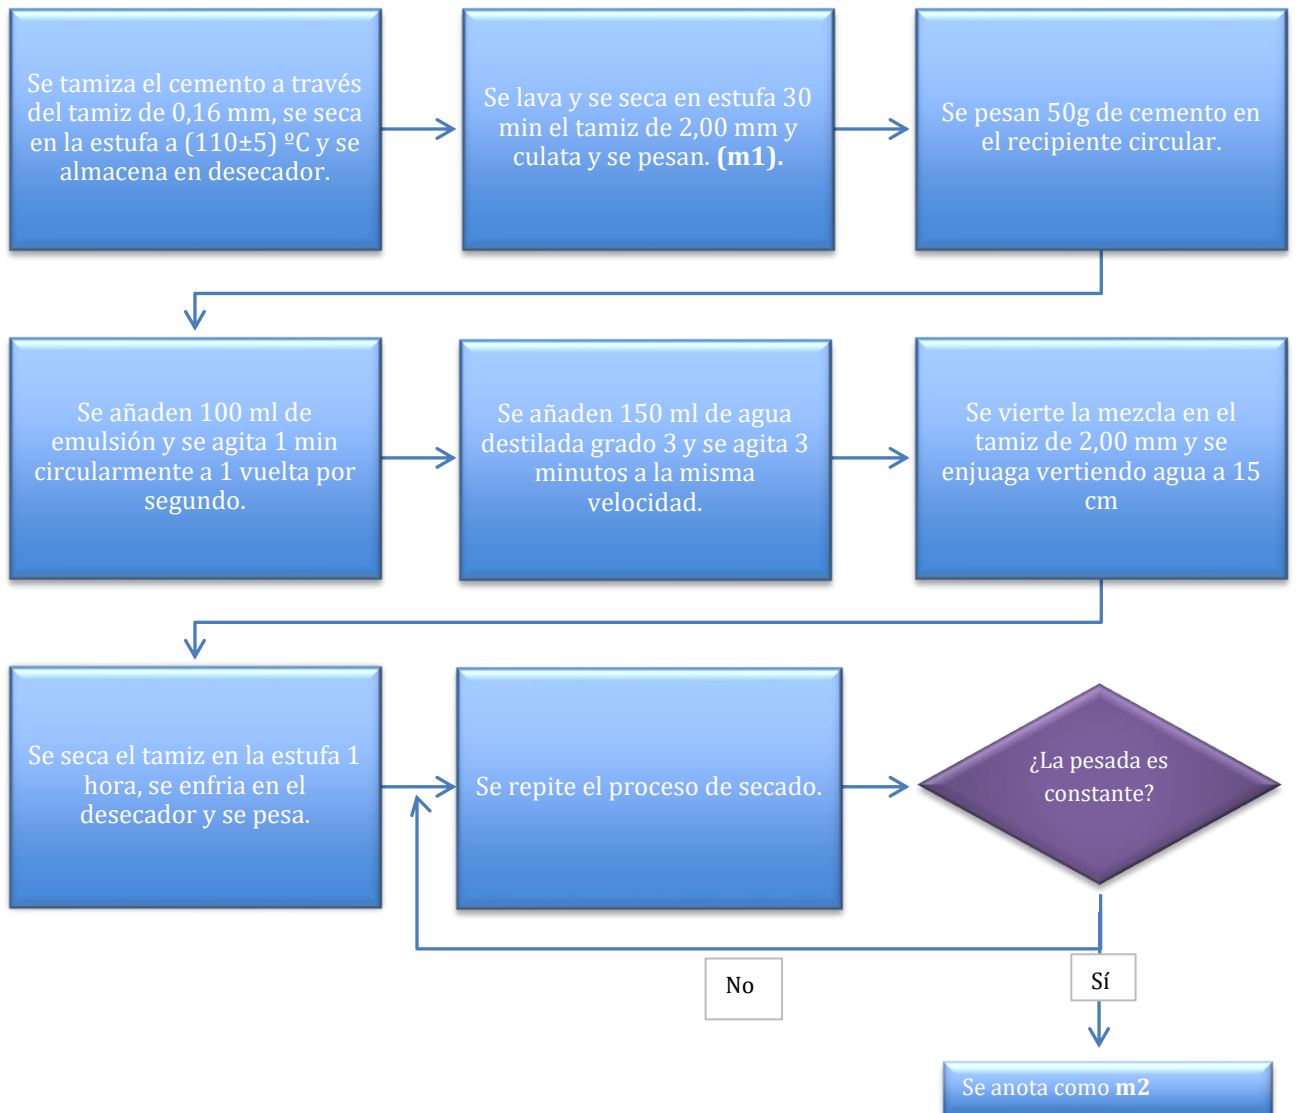 Se tamiza el cemento a través
del tamiz de 0,16 mm, se seca
en la estufa a (110±5) ºC y se
almacena en desecador.
Se lava y se seca en estufa 30
min el tamiz de 2,00 mm y
culata y se pesan. (m1).
Se pesan 50g de cemento en
el recipiente circular.
Se añaden 100 ml de
emulsión y se agita 1 min
circularmente a 1 vuelta por
segundo.
Se añaden 150 ml de agua
destilada grado 3 y se agita 3
minutos a la misma
velocidad.
Se vierte la mezcla en el
tamiz de 2,00 mm y se
enjuaga vertiendo agua a 15
cm
Se seca el tamiz en la estufa 1
hora, se enfria en el
desecador y se pesa.
Se repite el proceso de secado.
¿La pesada es
constante?
No
Sí
Se anota como m2